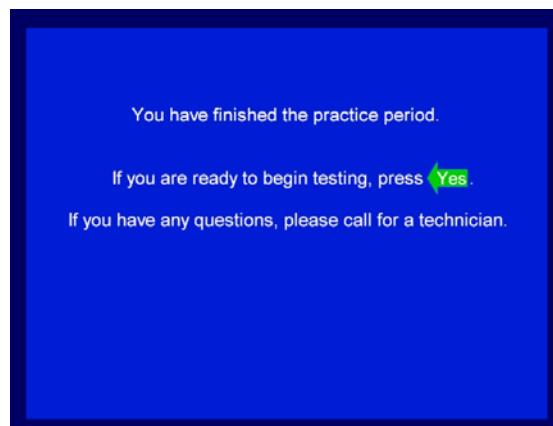 You have finished the practice period.
If you are ready to begin testing, press Yes.
If you have any questions, please call for a technician.